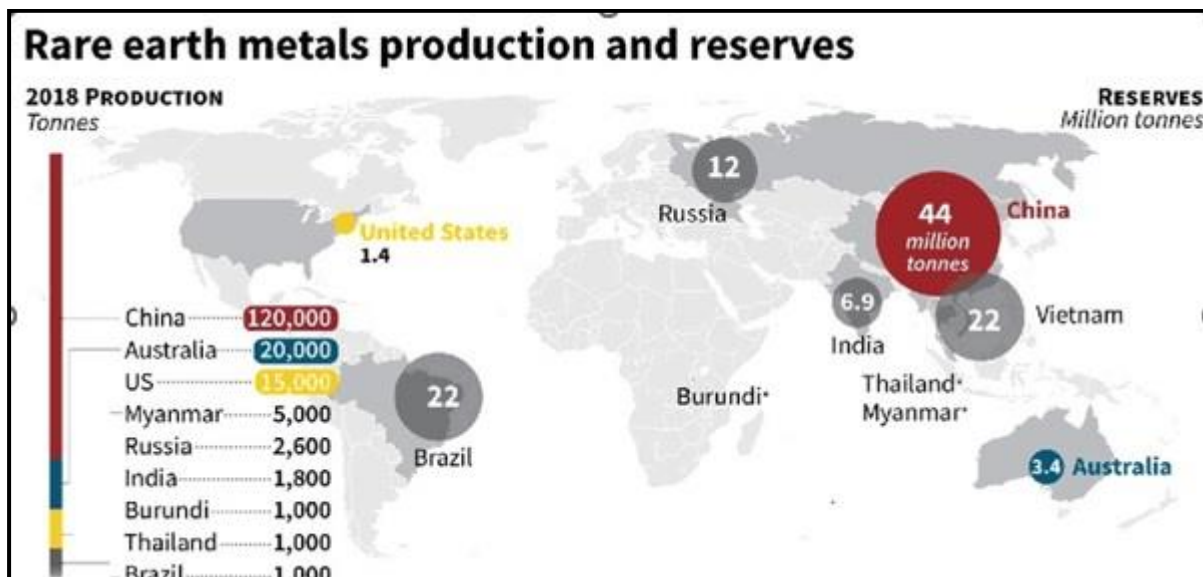 Rare earth metals production and reserves
2018 PRODUCTION
Tonnes
RESERVES
Million tonnes
12
Russia
44
million
tonnes
China
United States
1.4
6.9
India
22
Vietnam
China 120,000
Australia 20,000
US 15,000
Myanmar 5,000
Russia 2,600
India 1,800
Burundi 1,000
Thailand 1,000
Brazil 1,000
22
Brazil
Burundi*
Thailand*
Myanmar*
3.4 Australia